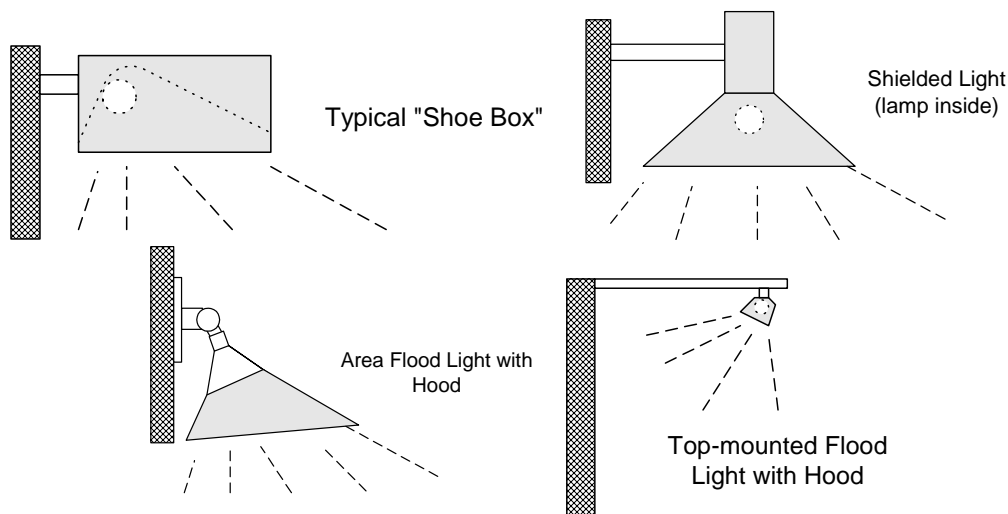 Typical "Shoe Box"
Shielded Light
(lamp inside)
Area Flood Light with
Hood
Top-mounted Flood
Light with Hood